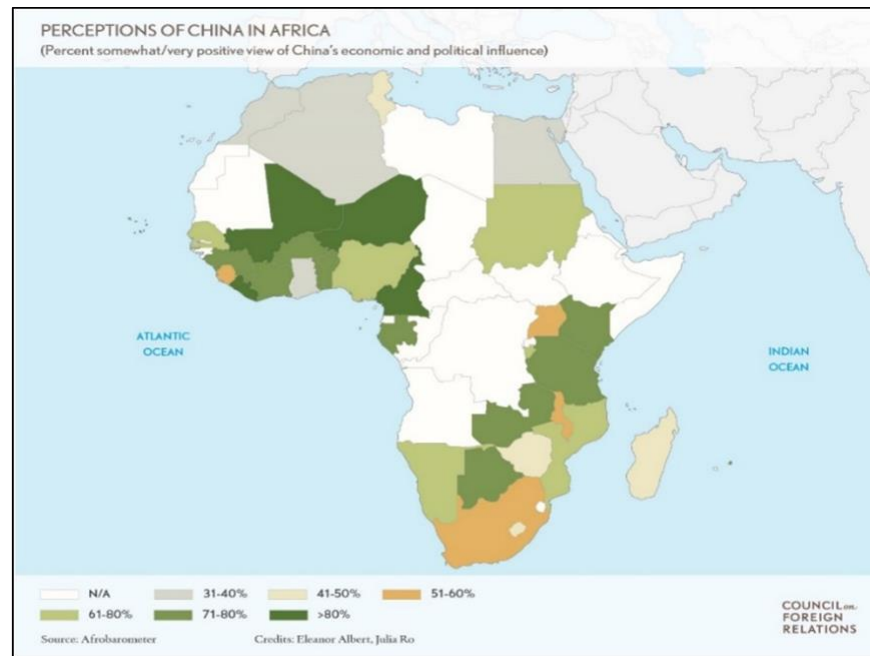 PERCEPTIONS OF CHINA IN AFRICA
(Percent somewhat/very positive view of China's economic and political influence)
ATLANTIC
OCEAN
INDIAN
OCEAN
N/A 31-40% 41-50% 51-60%
61-80% 71-80% >80%
Source: Afrobarometer Credits: Eleanor Albert, Julia Ro
COUNCIL on
FOREIGN
RELATIONS